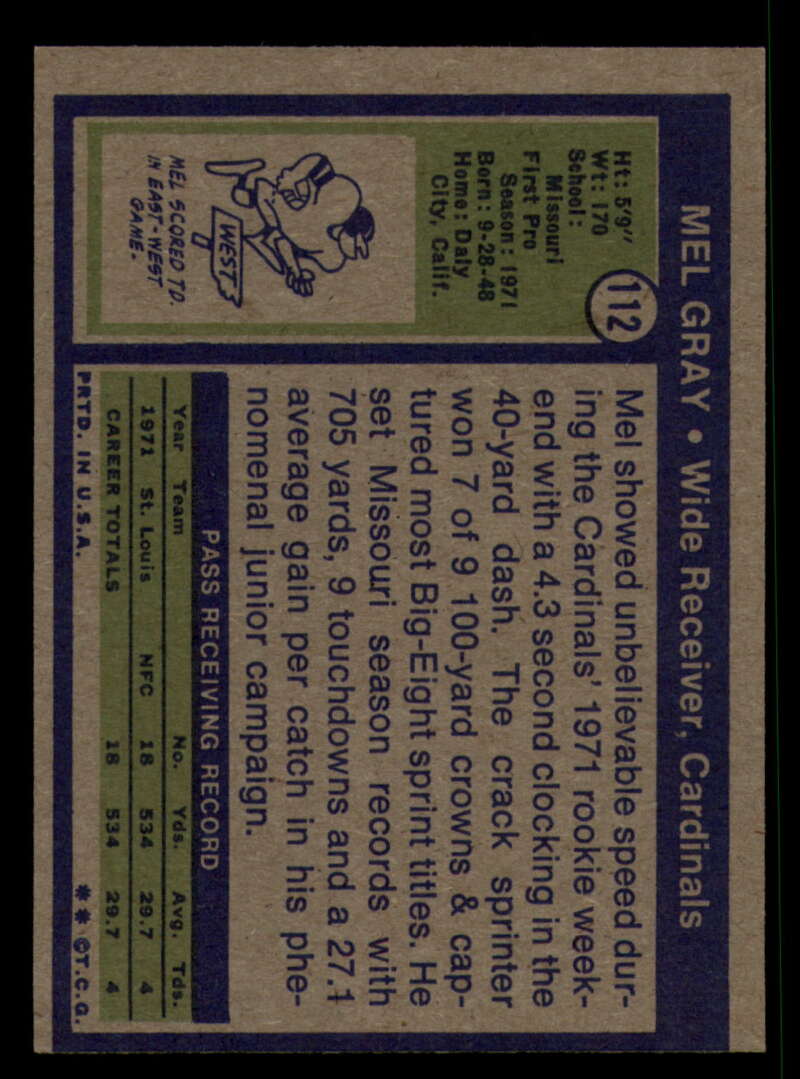 MEL GRAY • Wide Receiver, Cardinals
112
Ht: 5'9"
Wt: 170
School:
Missouri
First Pro
Season: 1971
Born: 9-28-48
Home: Daly
City, Calif.
WEST
MEL SCORED TD.
IN EAST-WEST
GAME.
Mel showed unbelievable speed dur-
ing the Cardinals' 1971 rookie week-
end with a 4.3 second clocking in the
40-yard dash. The crack sprinter
won 7 of 9 100-yard crowns & cap-
tured most Big-Eight sprint titles. He
set Missouri season records with
705 yards, 9 touchdowns and a 27.1
average gain per catch in his phe-
nomenal junior campaign.
PASS RECEIVING RECORD
Year Team No. Yds. Avg. Tds.
1971 St. Louis NFC 18 534 29.7 4
CAREER TOTALS 18 534 29.7 4
PRTD. IN U.S.A. ** ©T.C.G.